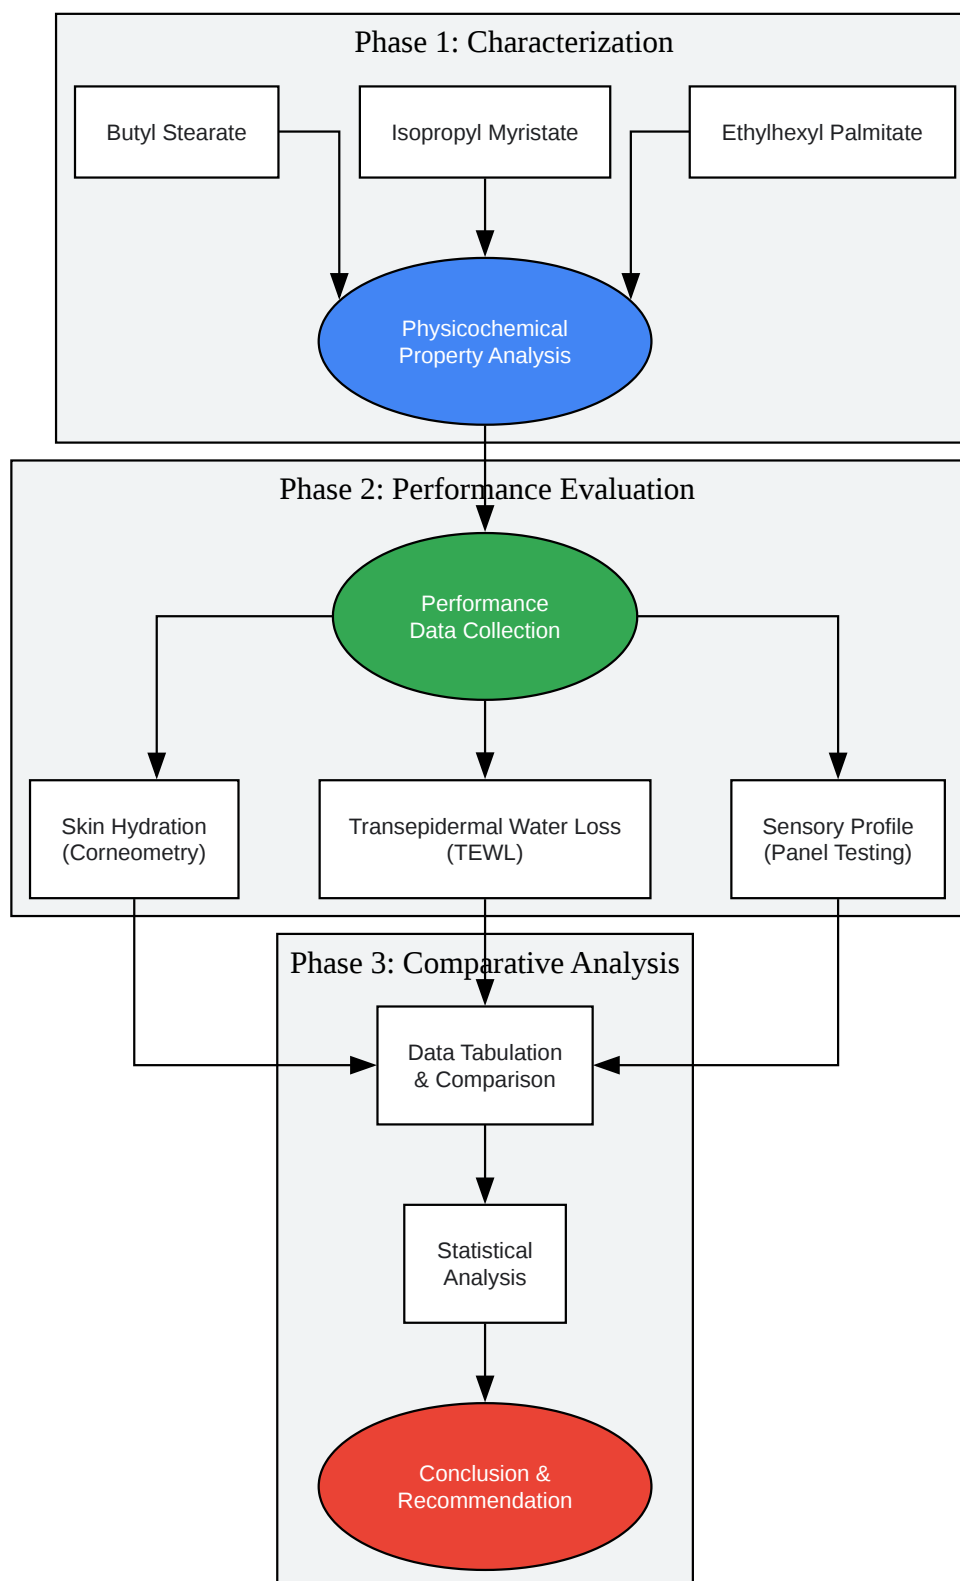 Phase 1: Characterization
Butyl Stearate
Isopropyl Myristate
Ethylhexyl Palmitate
Physicochemical
Property Analysis
Phase 2: Performance Evaluation
Performance
Data Collection
Skin Hydration
(Corneometry)
Transepidermal Water Loss
(TEWL)
Sensory Profile
(Panel Testing)
Phase 3: Comparative Analysis
Data Tabulation
& Comparison
Statistical
Analysis
Conclusion &
Recommendation